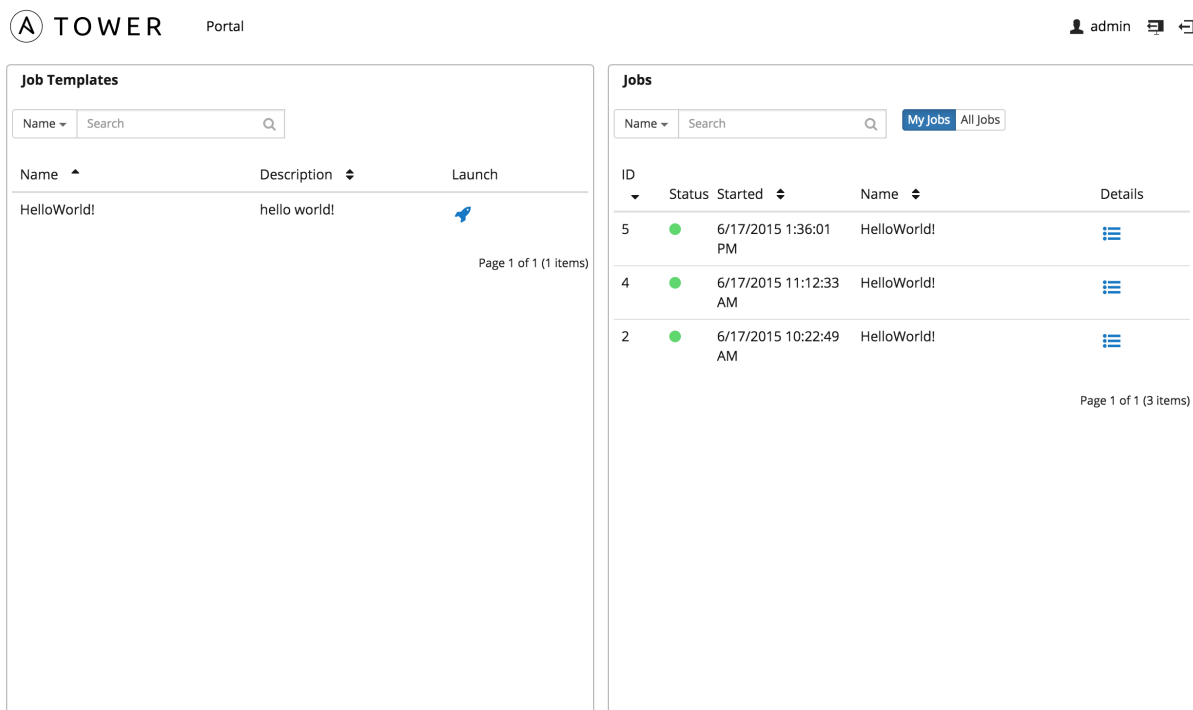 TOWER Portal admin
Job Templates
Name Search
Name Description Launch
HelloWorld! hello world!
Page 1 of 1 (1 items)
Jobs
Name Search My Jobs All Jobs
ID
Status Started Name Details
5 6/17/2015 1:36:01 HelloWorld!
PM
4 6/17/2015 11:12:33 HelloWorld!
AM
2 6/17/2015 10:22:49 HelloWorld!
AM
Page 1 of 1 (3 items)